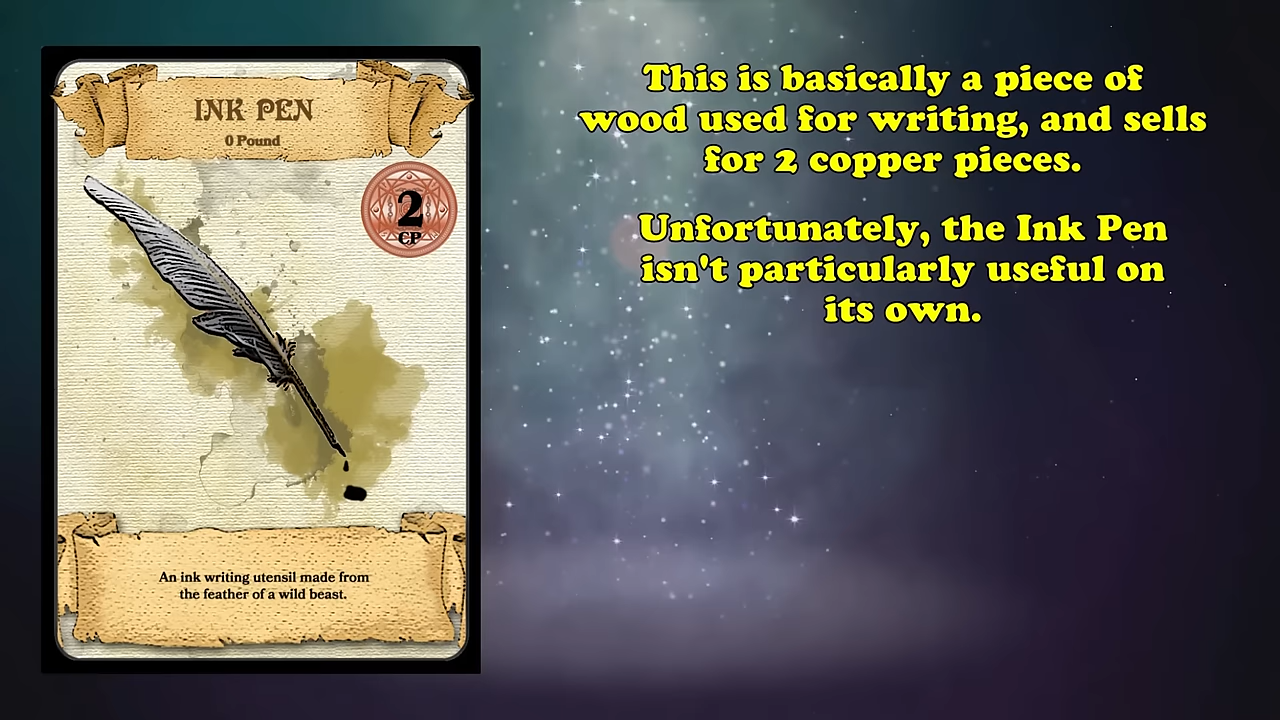 INK PEN
0 Pound
2
CP
An ink writing utensil made from
the feather of a wild beast.
This is basically a piece of
wood used for writing, and sells
for 2 copper pieces.
Unfortunately, the Ink Pen
isn't particularly useful on
its own.